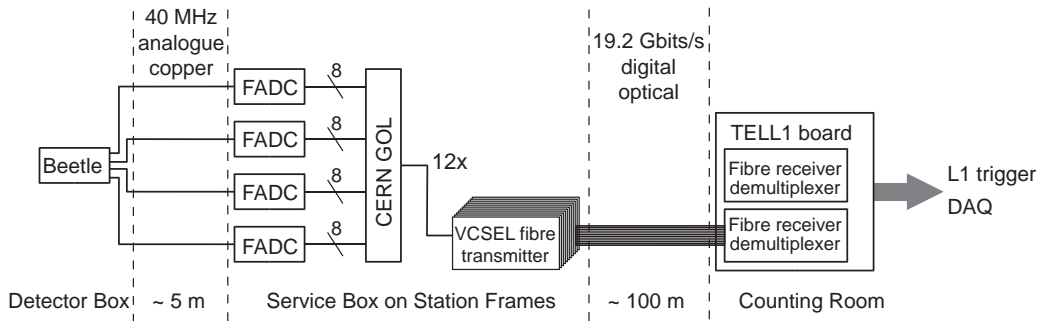 40 MHz
analogue
copper
19.2 Gbits/s
digital
optical
Beetle
FADC
8
FADC
8
FADC
8
FADC
8
CERN GOL
12x
VCSEL fibre
transmitter
TELL1 board
Fibre receiver
demultiplexer
Fibre receiver
demultiplexer
L1 trigger
DAQ
Detector Box
~ 5 m
Service Box on Station Frames
~ 100 m
Counting Room